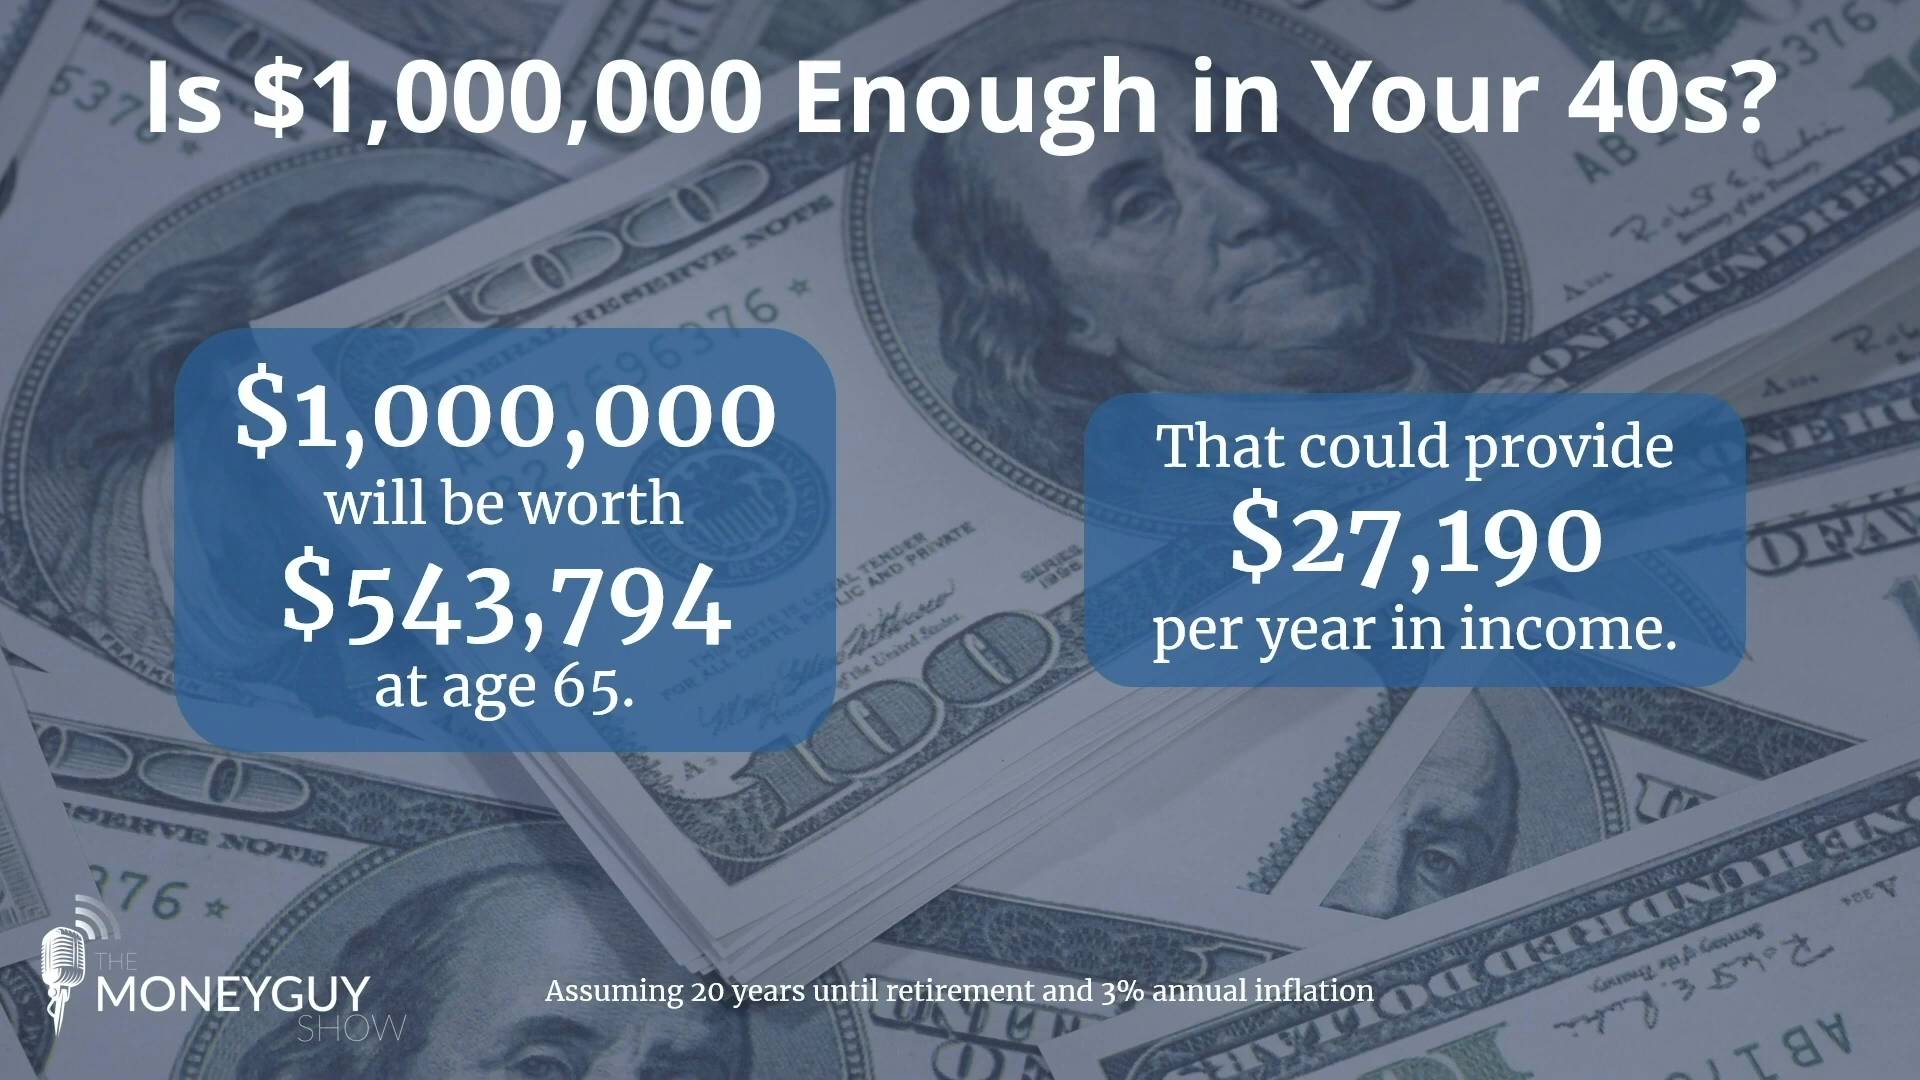 Is $1,000,000 Enough in Your 40s?
$1,000,000
will be worth
$543,794
at age 65.
That could provide
$27,190
per year in income.
THE
MONEYGUY
SHOW
Assuming 20 years until retirement and 3% annual inflation